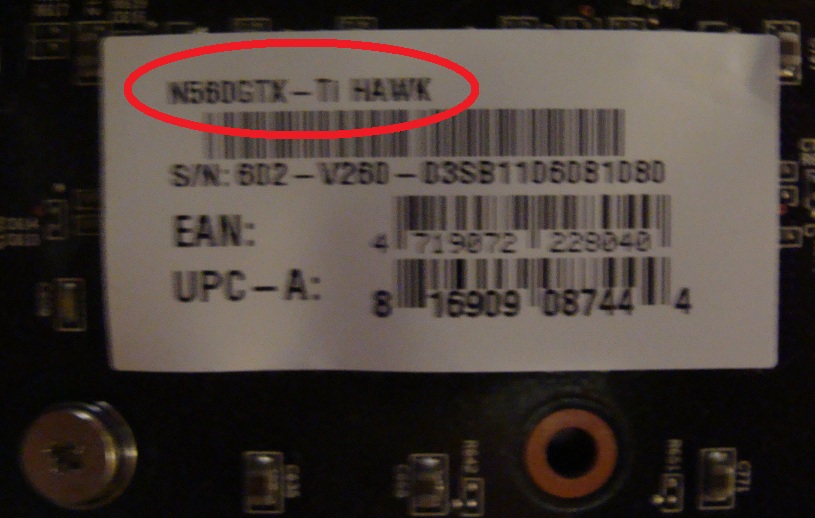 N560GTX-Ti HAWK
S/N: 602-V260-03SB1106081080
EAN: 4 719072 228040
UPC-A: 8 16909 08744 4